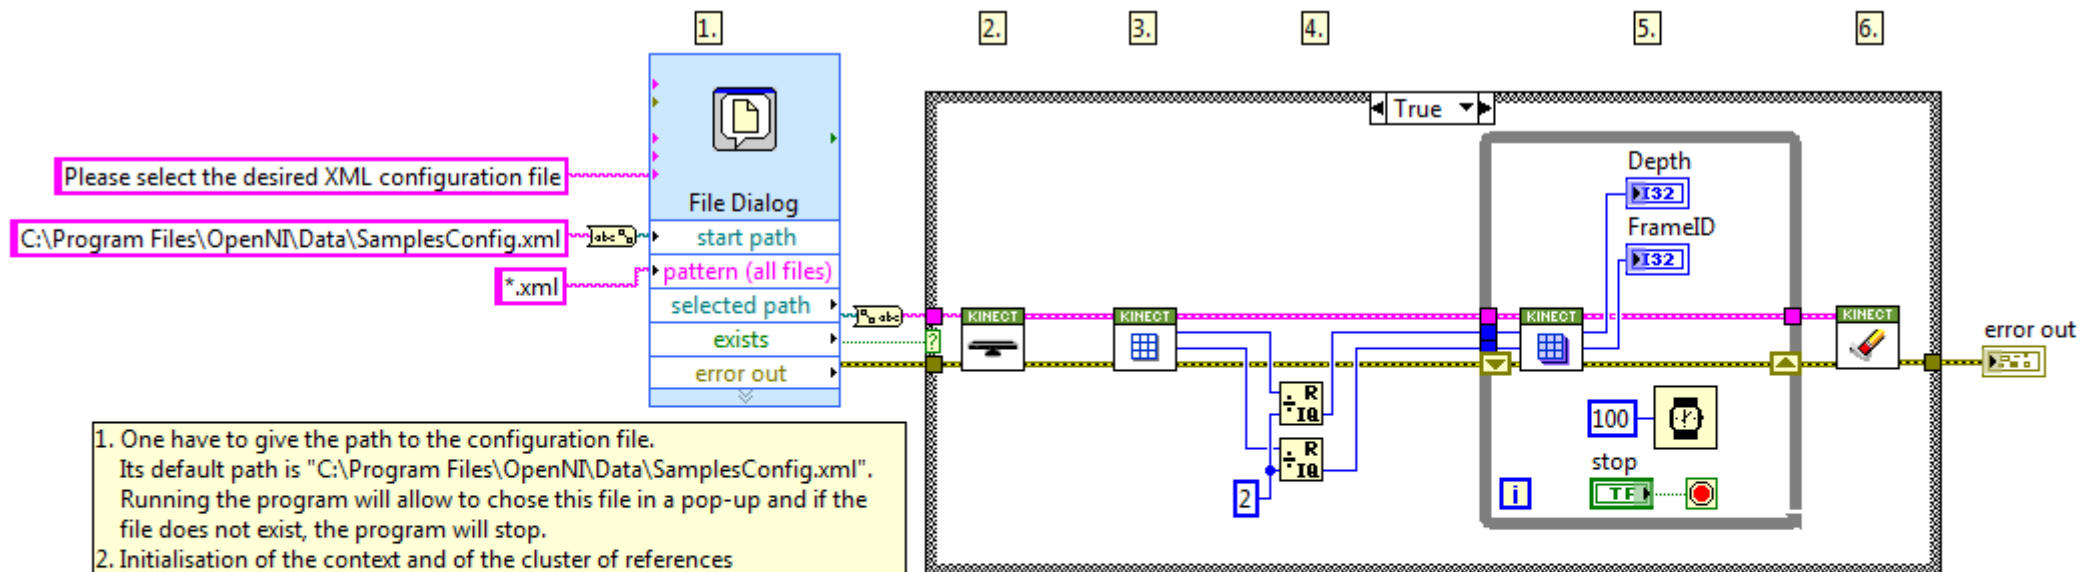 1.
2.
3.
4.
5.
6.
True
Please select the desired XML configuration file
File Dialog
C:\Program Files\OpenNI\Data\SamplesConfig.xml
abc
start path
*.xml
pattern (all files)
selected path
abc
exists
?
error out
KINECT
KINECT
R
IQ
R
IQ
2
Depth
I32
FrameID
I32
KINECT
100
stop
i
TF
KINECT
error out
1. One have to give the path to the configuration file.
Its default path is "C:\Program Files\OpenNI\Data\SamplesConfig.xml".
Running the program will allow to chose this file in a pop-up and if the
file does not exist, the program will stop.
2. Initialisation of the context and of the cluster of references